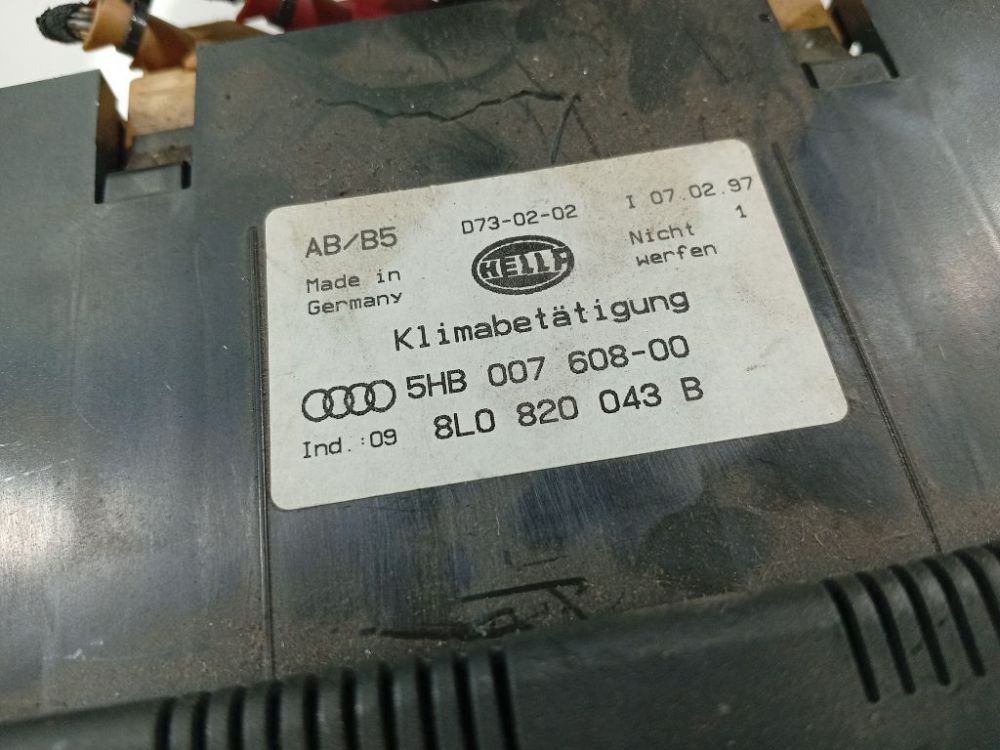 AB/B5 D73-02-02 I 07.02.97
1
Made in HELLA Nicht
Germany werfen
Klimabetätigung
5HB 007 608-00
Ind.:09 8L0 820 043 B